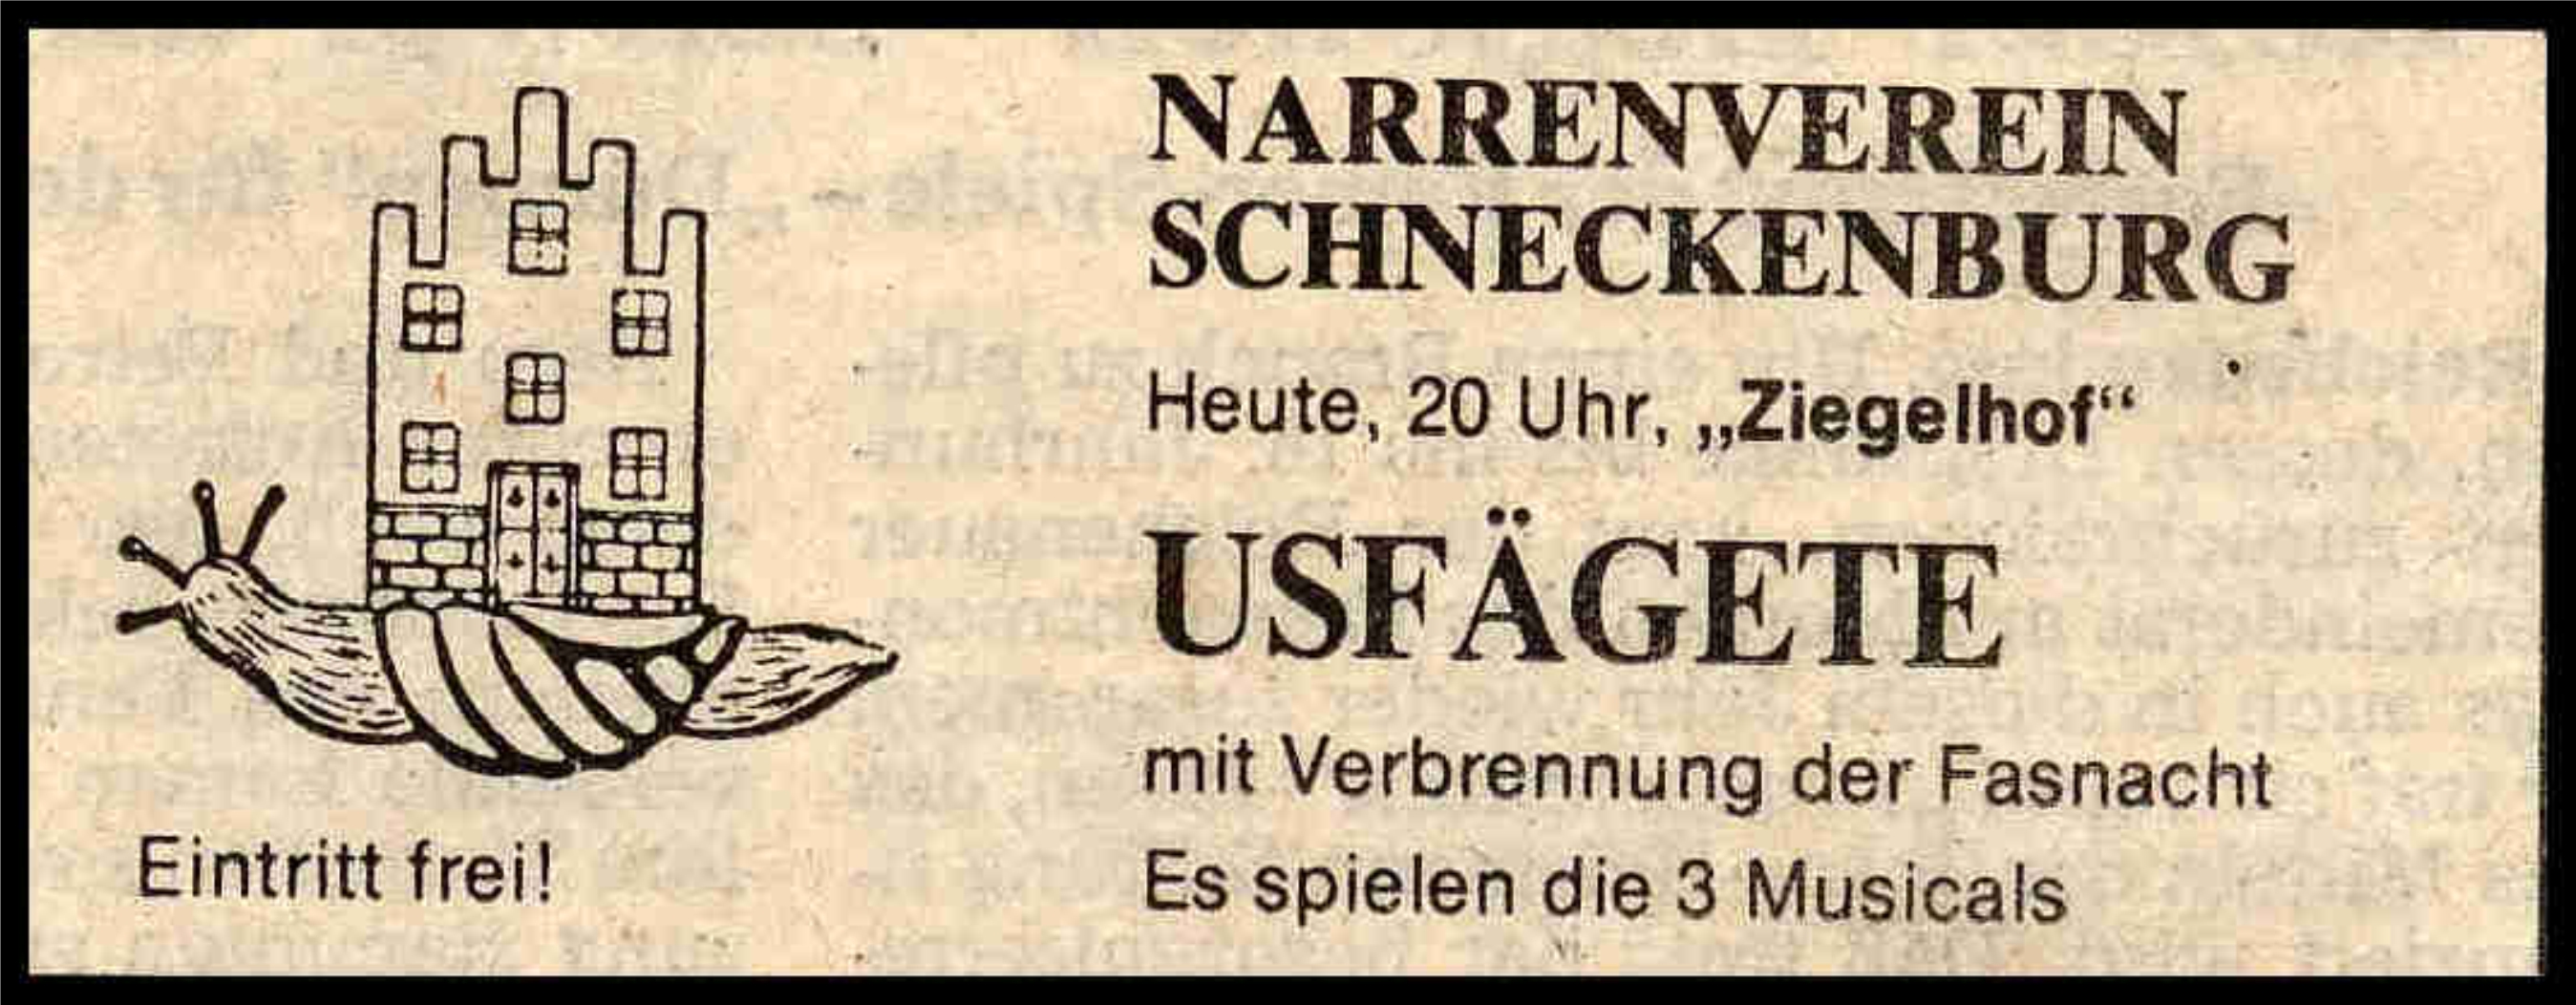 NARRENVEREIN
SCHNECKENBURG
Heute, 20 Uhr, „Ziegelhof“
USFÄGETE
mit Verbrennung der Fasnacht
Es spielen die 3 Musicals
Eintritt frei!